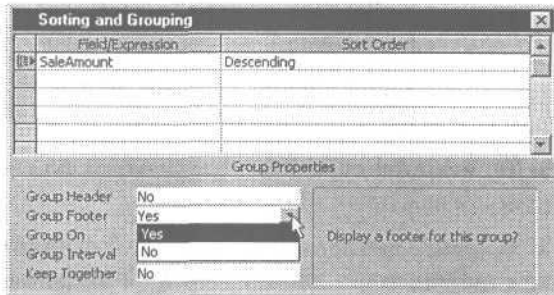 Sorting and Grouping
Field/Expression Sort Order
SaleAmount Descending
Group Properties
Group Header No
Group Footer Yes
Group On Yes
Group Interval No
Keep Together No
Display a footer for this group?